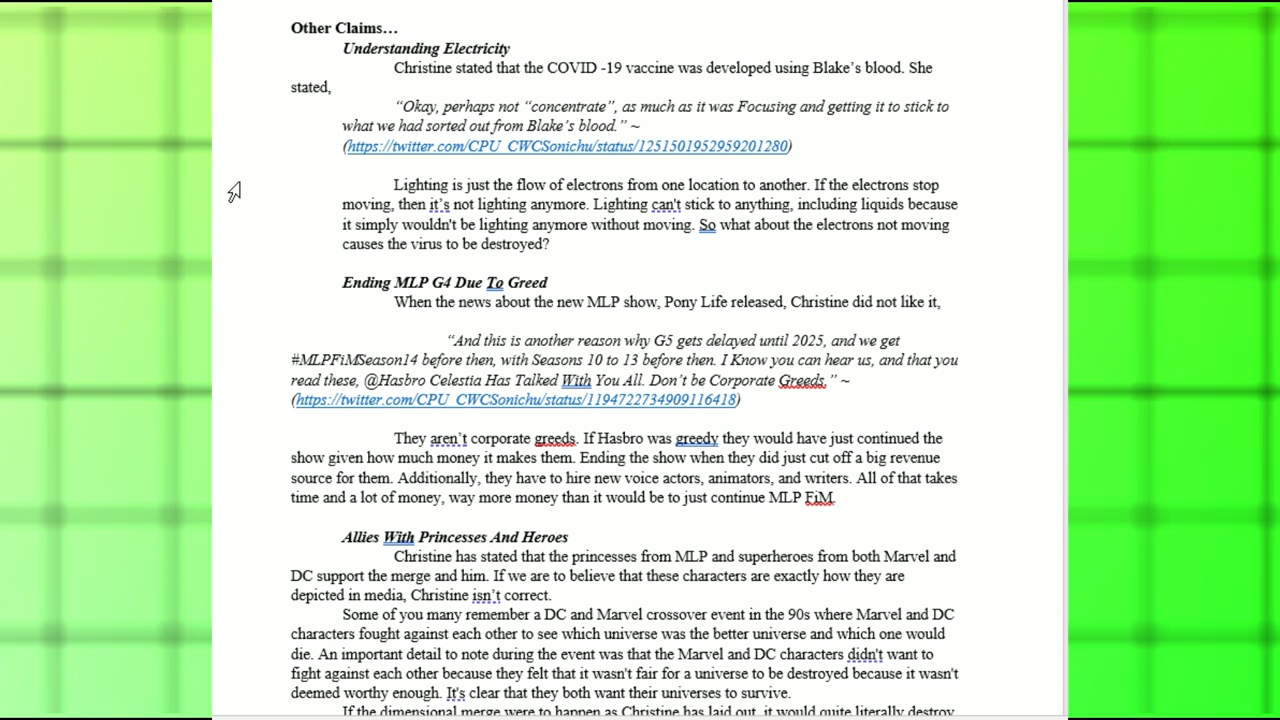 Other Claims…
Understanding Electricity
Christine stated that the COVID -19 vaccine was developed using Blake’s blood. She
stated,
“Okay, perhaps not “concentrate”, as much as it was Focusing and getting it to stick to
what we had sorted out from Blake’s blood.” ~
(https://twitter.com/CPU_CWCSonichu/status/1251501952959201280)
Lighting is just the flow of electrons from one location to another. If the electrons stop
moving, then it’s not lighting anymore. Lighting can't stick to anything, including liquids because
it simply wouldn't be lighting anymore without moving. So what about the electrons not moving
causes the virus to be destroyed?
Ending MLP G4 Due To Greed
When the news about the new MLP show, Pony Life released, Christine did not like it,
“And this is another reason why G5 gets delayed until 2025, and we get
#MLPFiMSeason14 before then, with Seasons 10 to 13 before then. I Know you can hear us, and that you
read these, @Hasbro Celestia Has Talked With You All. Don’t be Corporate Greeds.” ~
(https://twitter.com/CPU_CWCSonichu/status/1194722734909116418)
They aren’t corporate greeds. If Hasbro was greedy they would have just continued the
show given how much money it makes them. Ending the show when they did just cut off a big revenue
source for them. Additionally, they have to hire new voice actors, animators, and writers. All of that takes
time and a lot of money, way more money than it would be to just continue MLP FiM.
Allies With Princesses And Heroes
Christine has stated that the princesses from MLP and superheroes from both Marvel and
DC support the merge and him. If we are to believe that these characters are exactly how they are
depicted in media, Christine isn’t correct.
Some of you many remember a DC and Marvel crossover event in the 90s where Marvel and DC
characters fought against each other to see which universe was the better universe and which one would
die. An important detail to note during the event was that the Marvel and DC characters didn't want to
fight against each other because they felt that it wasn't fair for a universe to be destroyed because it wasn't
deemed worthy enough. It's clear that they both want their universes to survive.
If the dimensional merge were to happen as Christine has laid out, it would quite literally destroy